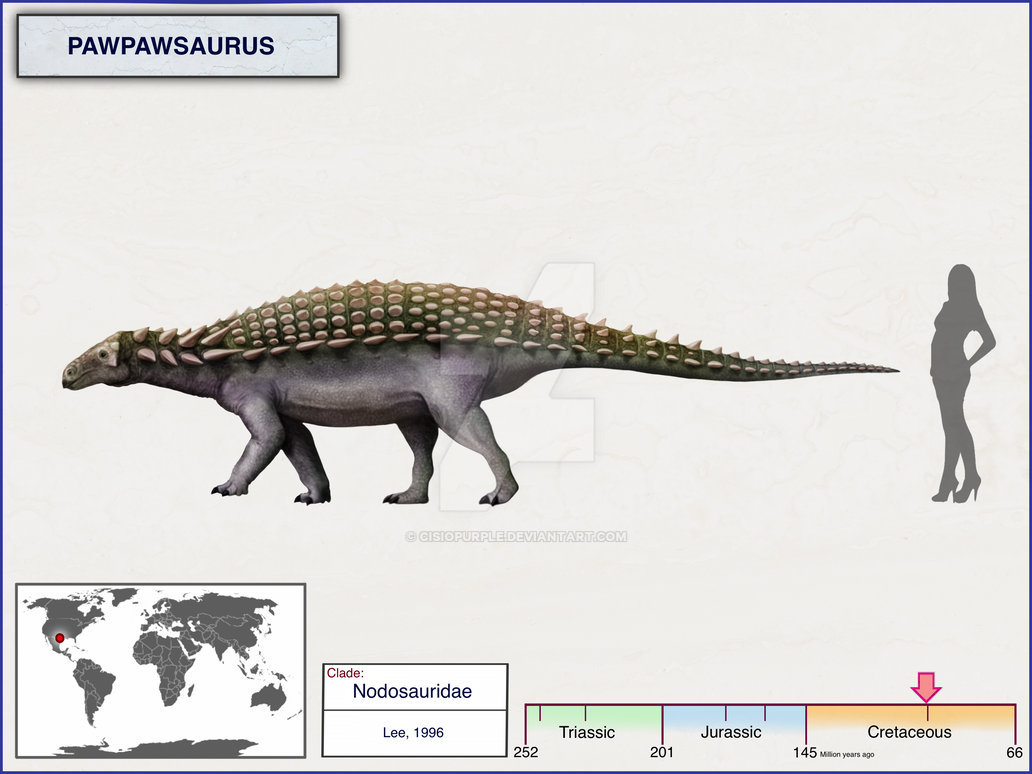 PAWPAWSAURUS
© CISIOPURPLE.DEVIANTART.COM
Clade:
Nodosauridae
Lee, 1996
Triassic Jurassic Cretaceous
252 201 145 Million years ago 66